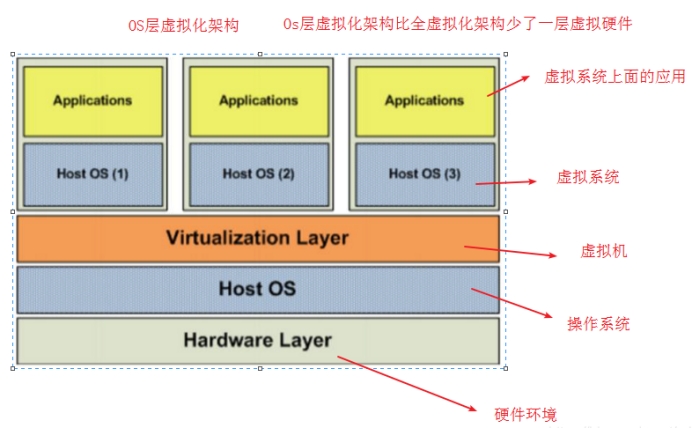 OS层虚拟化架构
Os层虚拟化架构比全虚拟化架构少了一层虚拟硬件
Applications
Applications
Applications
虚拟系统上面的应用
Host OS (1)
Host OS (2)
Host OS (3)
虚拟系统
Virtualization Layer
虚拟机
Host OS
操作系统
Hardware Layer
硬件环境